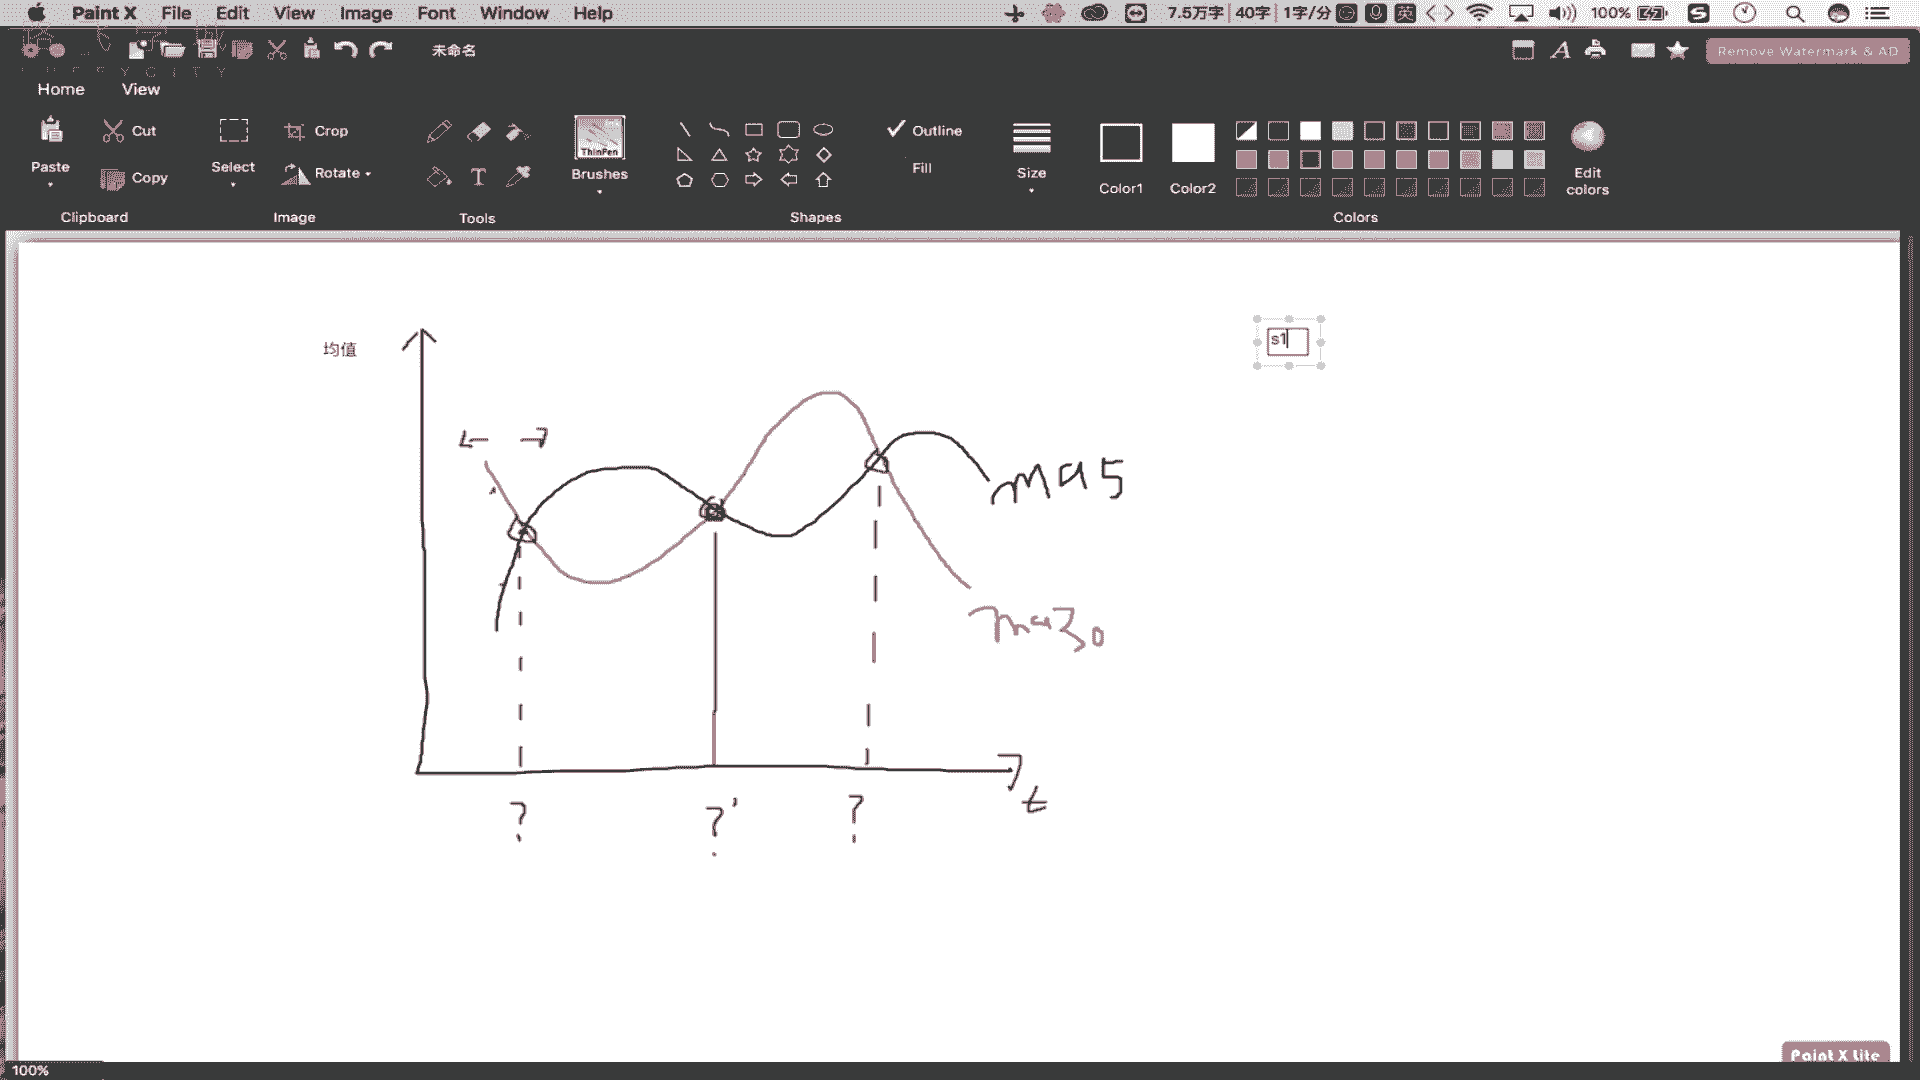 Paint X File Edit View Image Font Window Help 7.5万字 40字 1字/分 英 100%
未命名 Remove Watermark & AD
Home View
Paste Cut Copy Select Crop Rotate ThinPen Brushes Outline Fill Size Color1 Color2 Edit colors
Clipboard Image Tools Shapes Colors
均值
s1
ma5
ma30
t
? ?' ?
Paint X Lite
100%